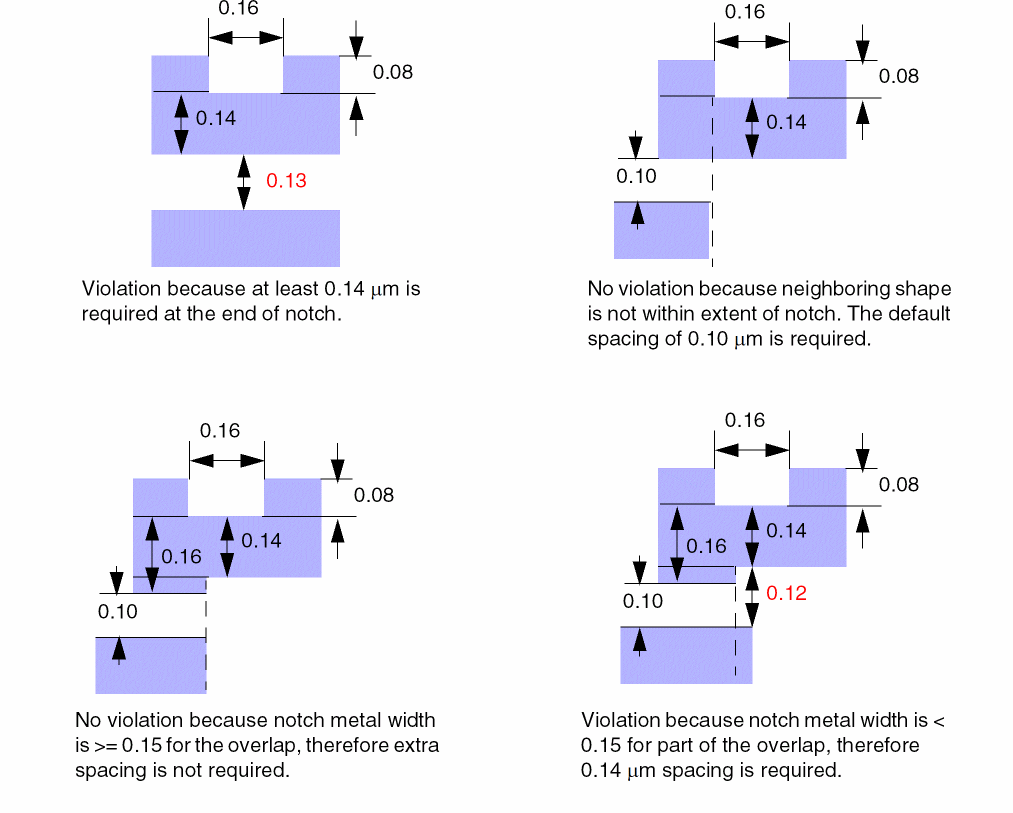 0.16
0.08
0.14
0.13
Violation because at least 0.14 μm is
required at the end of notch.
0.16
0.08
0.14
0.10
No violation because neighboring shape
is not within extent of notch. The default
spacing of 0.10 μm is required.
0.16
0.08
0.14
0.16
0.10
No violation because notch metal width
is >= 0.15 for the overlap, therefore extra
spacing is not required.
0.16
0.08
0.14
0.16
0.12
0.10
Violation because notch metal width is <
0.15 for part of the overlap, therefore
0.14 μm spacing is required.